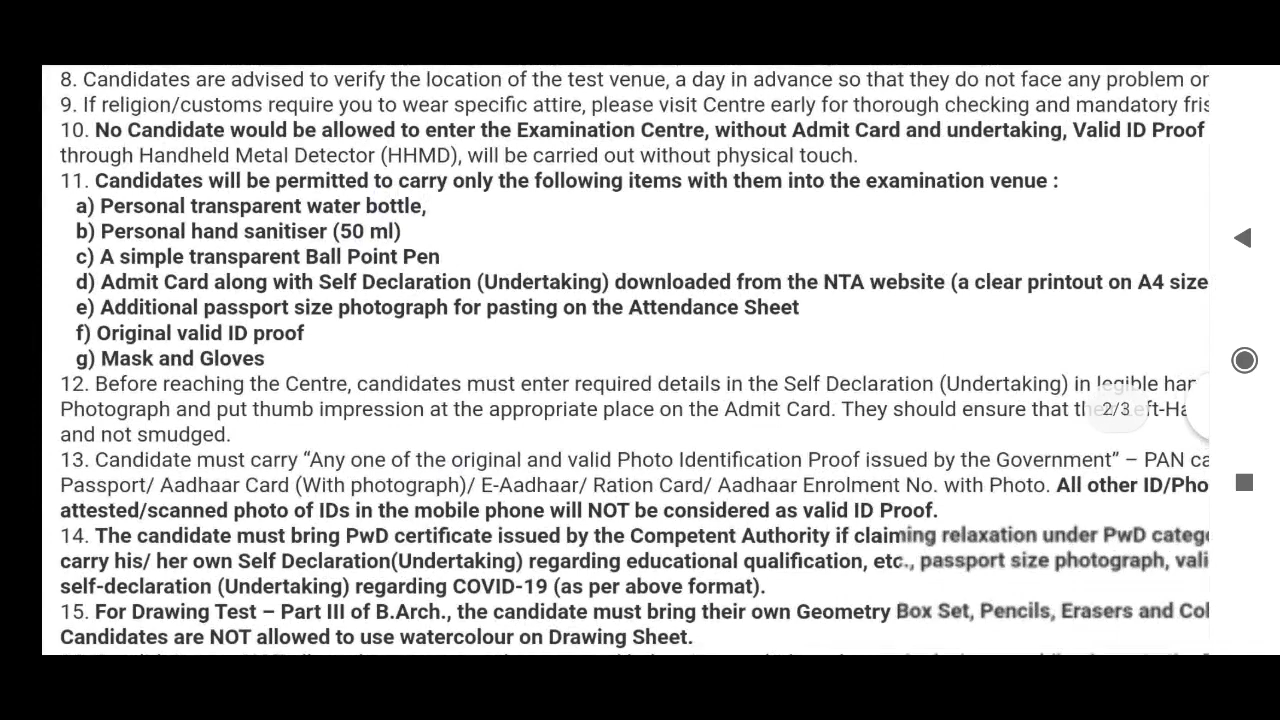 8. Candidates are advised to verify the location of the test venue, a day in advance so that they do not face any problem or
9. If religion/customs require you to wear specific attire, please visit Centre early for thorough checking and mandatory fris
10. No Candidate would be allowed to enter the Examination Centre, without Admit Card and undertaking, Valid ID Proof
through Handheld Metal Detector (HHMD), will be carried out without physical touch.
11. Candidates will be permitted to carry only the following items with them into the examination venue :
a) Personal transparent water bottle,
b) Personal hand sanitiser (50 ml)
c) A simple transparent Ball Point Pen
d) Admit Card along with Self Declaration (Undertaking) downloaded from the NTA website (a clear printout on A4 size
e) Additional passport size photograph for pasting on the Attendance Sheet
f) Original valid ID proof
g) Mask and Gloves
12. Before reaching the Centre, candidates must enter required details in the Self Declaration (Undertaking) in legible har
Photograph and put thumb impression at the appropriate place on the Admit Card. They should ensure that
2/3
and not smudged.
13. Candidate must carry “Any one of the original and valid Photo Identification Proof issued by the Government” – PAN ca
Passport/ Aadhaar Card (With photograph)/ E-Aadhaar/ Ration Card/ Aadhaar Enrolment No. with Photo. All other ID/Pho
attested/scanned photo of IDs in the mobile phone will NOT be considered as valid ID Proof.
14. The candidate must bring PwD certificate issued by the Competent Authority if claiming relaxation under PwD catego
carry his/ her own Self Declaration(Undertaking) regarding educational qualification, etc., passport size photograph, vali
self-declaration (Undertaking) regarding COVID-19 (as per above format).
15. For Drawing Test – Part III of B.Arch., the candidate must bring their own Geometry Box Set, Pencils, Erasers and Col
Candidates are NOT allowed to use watercolour on Drawing Sheet.